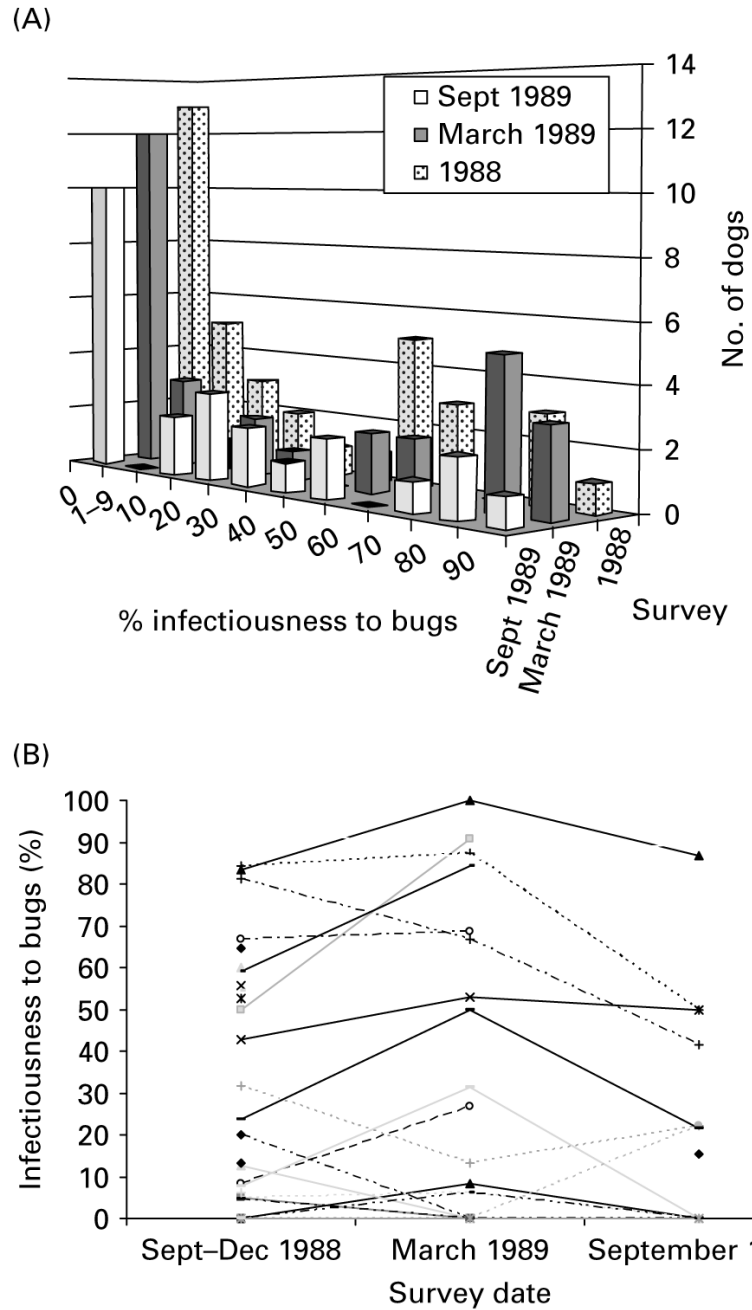 (A)
14
12
10
8
6
4
2
0
No. of dogs
Sept 1989
March 1989
1988
0
1–9
10
20
30
40
50
60
70
80
90
% infectiousness to bugs
Sept 1989
March 1989
1988
Survey
(B)
100
90
80
70
60
50
40
30
20
10
0
Infectiousness to bugs (%)
Sept–Dec 1988 March 1989 September 1
Survey date